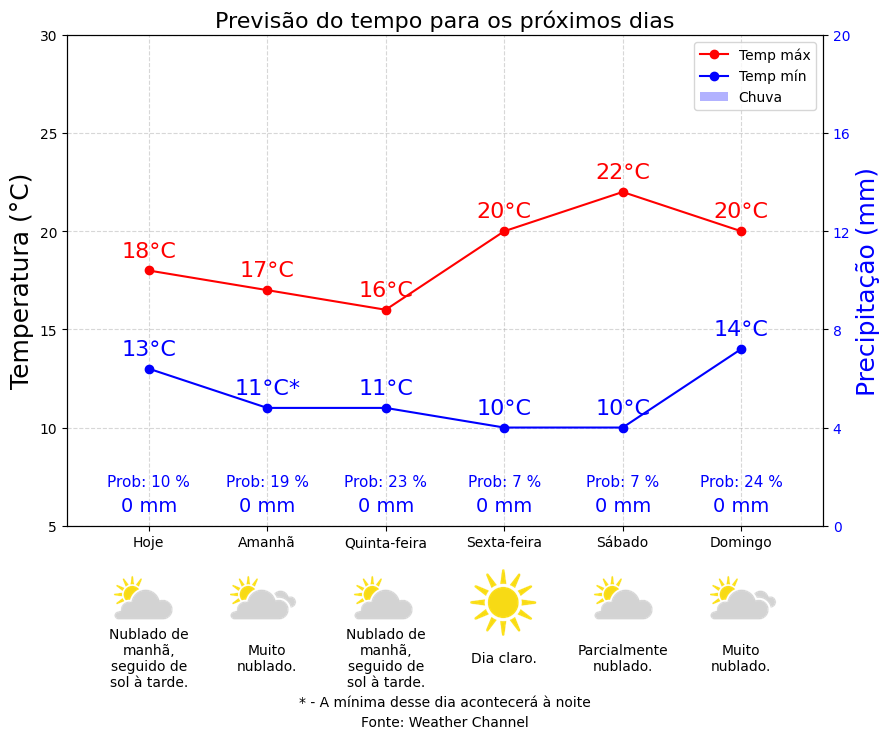 Previsão do tempo para os próximos dias
Temp máx
Temp mín
Chuva
Temperatura (°C)
30
25
20
15
10
5
Precipitação (mm)
20
16
12
8
4
0
18°C 17°C 16°C 20°C 22°C 20°C
13°C 11°C* 11°C 10°C 10°C 14°C
Prob: 10 % Prob: 19 % Prob: 23 % Prob: 7 % Prob: 7 % Prob: 24 %
0 mm 0 mm 0 mm 0 mm 0 mm 0 mm
Hoje Amanhã Quinta-feira Sexta-feira Sábado Domingo
Nublado de
manhã,
seguido de
sol à tarde.
Muito
nublado.
Nublado de
manhã,
seguido de
sol à tarde.
Dia claro.
Parcialmente
nublado.
Muito
nublado.
* - A mínima desse dia acontecerá à noite
Fonte: Weather Channel